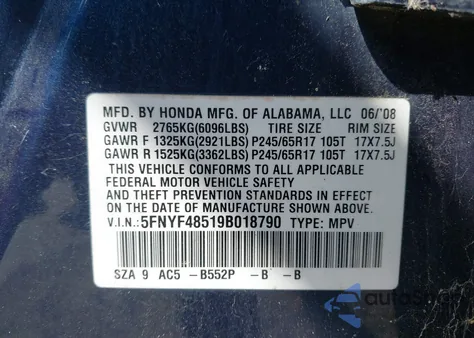 MFD. BY HONDA MFG. OF ALABAMA, LLC 06/'08
GVWR 2765KG(6096LBS) TIRE SIZE RIM SIZE
GAWR F 1325KG(2921LBS) P245/65R17 105T 17X7.5J
GAWR R 1525KG(3362LBS) P245/65R17 105T 17X7.5J
THIS VEHICLE CONFORMS TO ALL APPLICABLE
FEDERAL MOTOR VEHICLE SAFETY
AND THEFT PREVENTION STANDARDS IN EFFECT
ON THE DATE OF MANUFACTURE SHOWN ABOVE.
V.I.N.: 5FNYF48519B018790 TYPE: MPV
SZA 9 AC5 -B552P -B -B